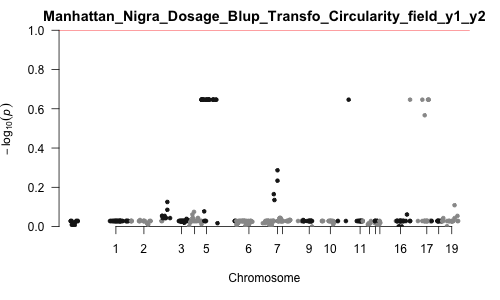 Manhattan_Nigra_Dosage_Blup_Transfo_Circularity_field_y1_y2
1.0
0.8
0.6
0.4
0.2
0.0
− log10(p)
1 2 3 5 6 7 9 10 11 16 17 19
Chromosome